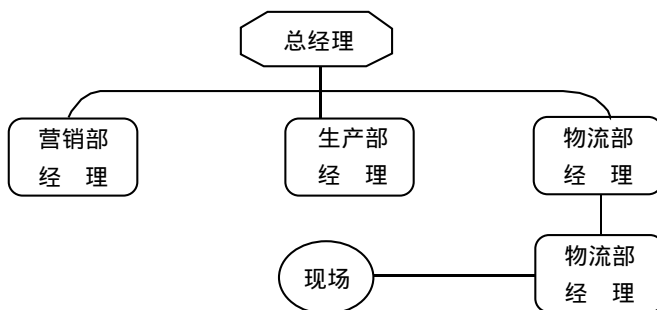 总经理
营销部
经 理
生产部
经 理
物流部
经 理
现场
物流部
经 理